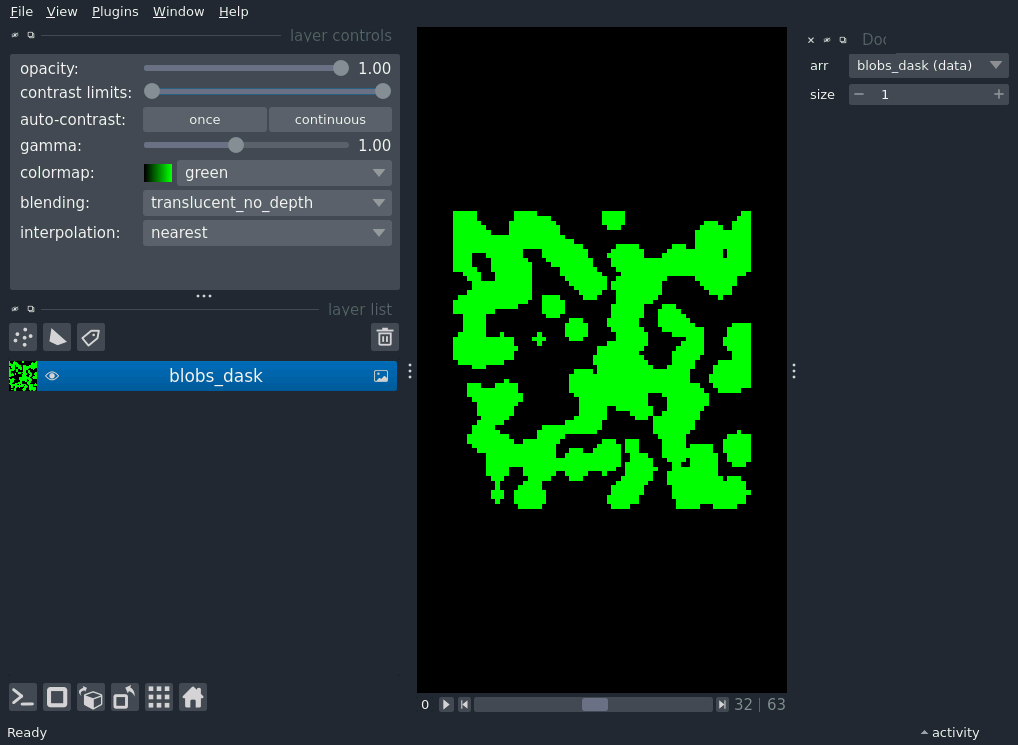 File View Plugins Window Help
layer controls
opacity: 1.00
contrast limits:
auto-contrast: once continuous
gamma: 1.00
colormap: green
blending: translucent_no_depth
interpolation: nearest
layer list
blobs_dask
arr blobs_dask (data)
size 1
0 32 | 63
Ready
activity